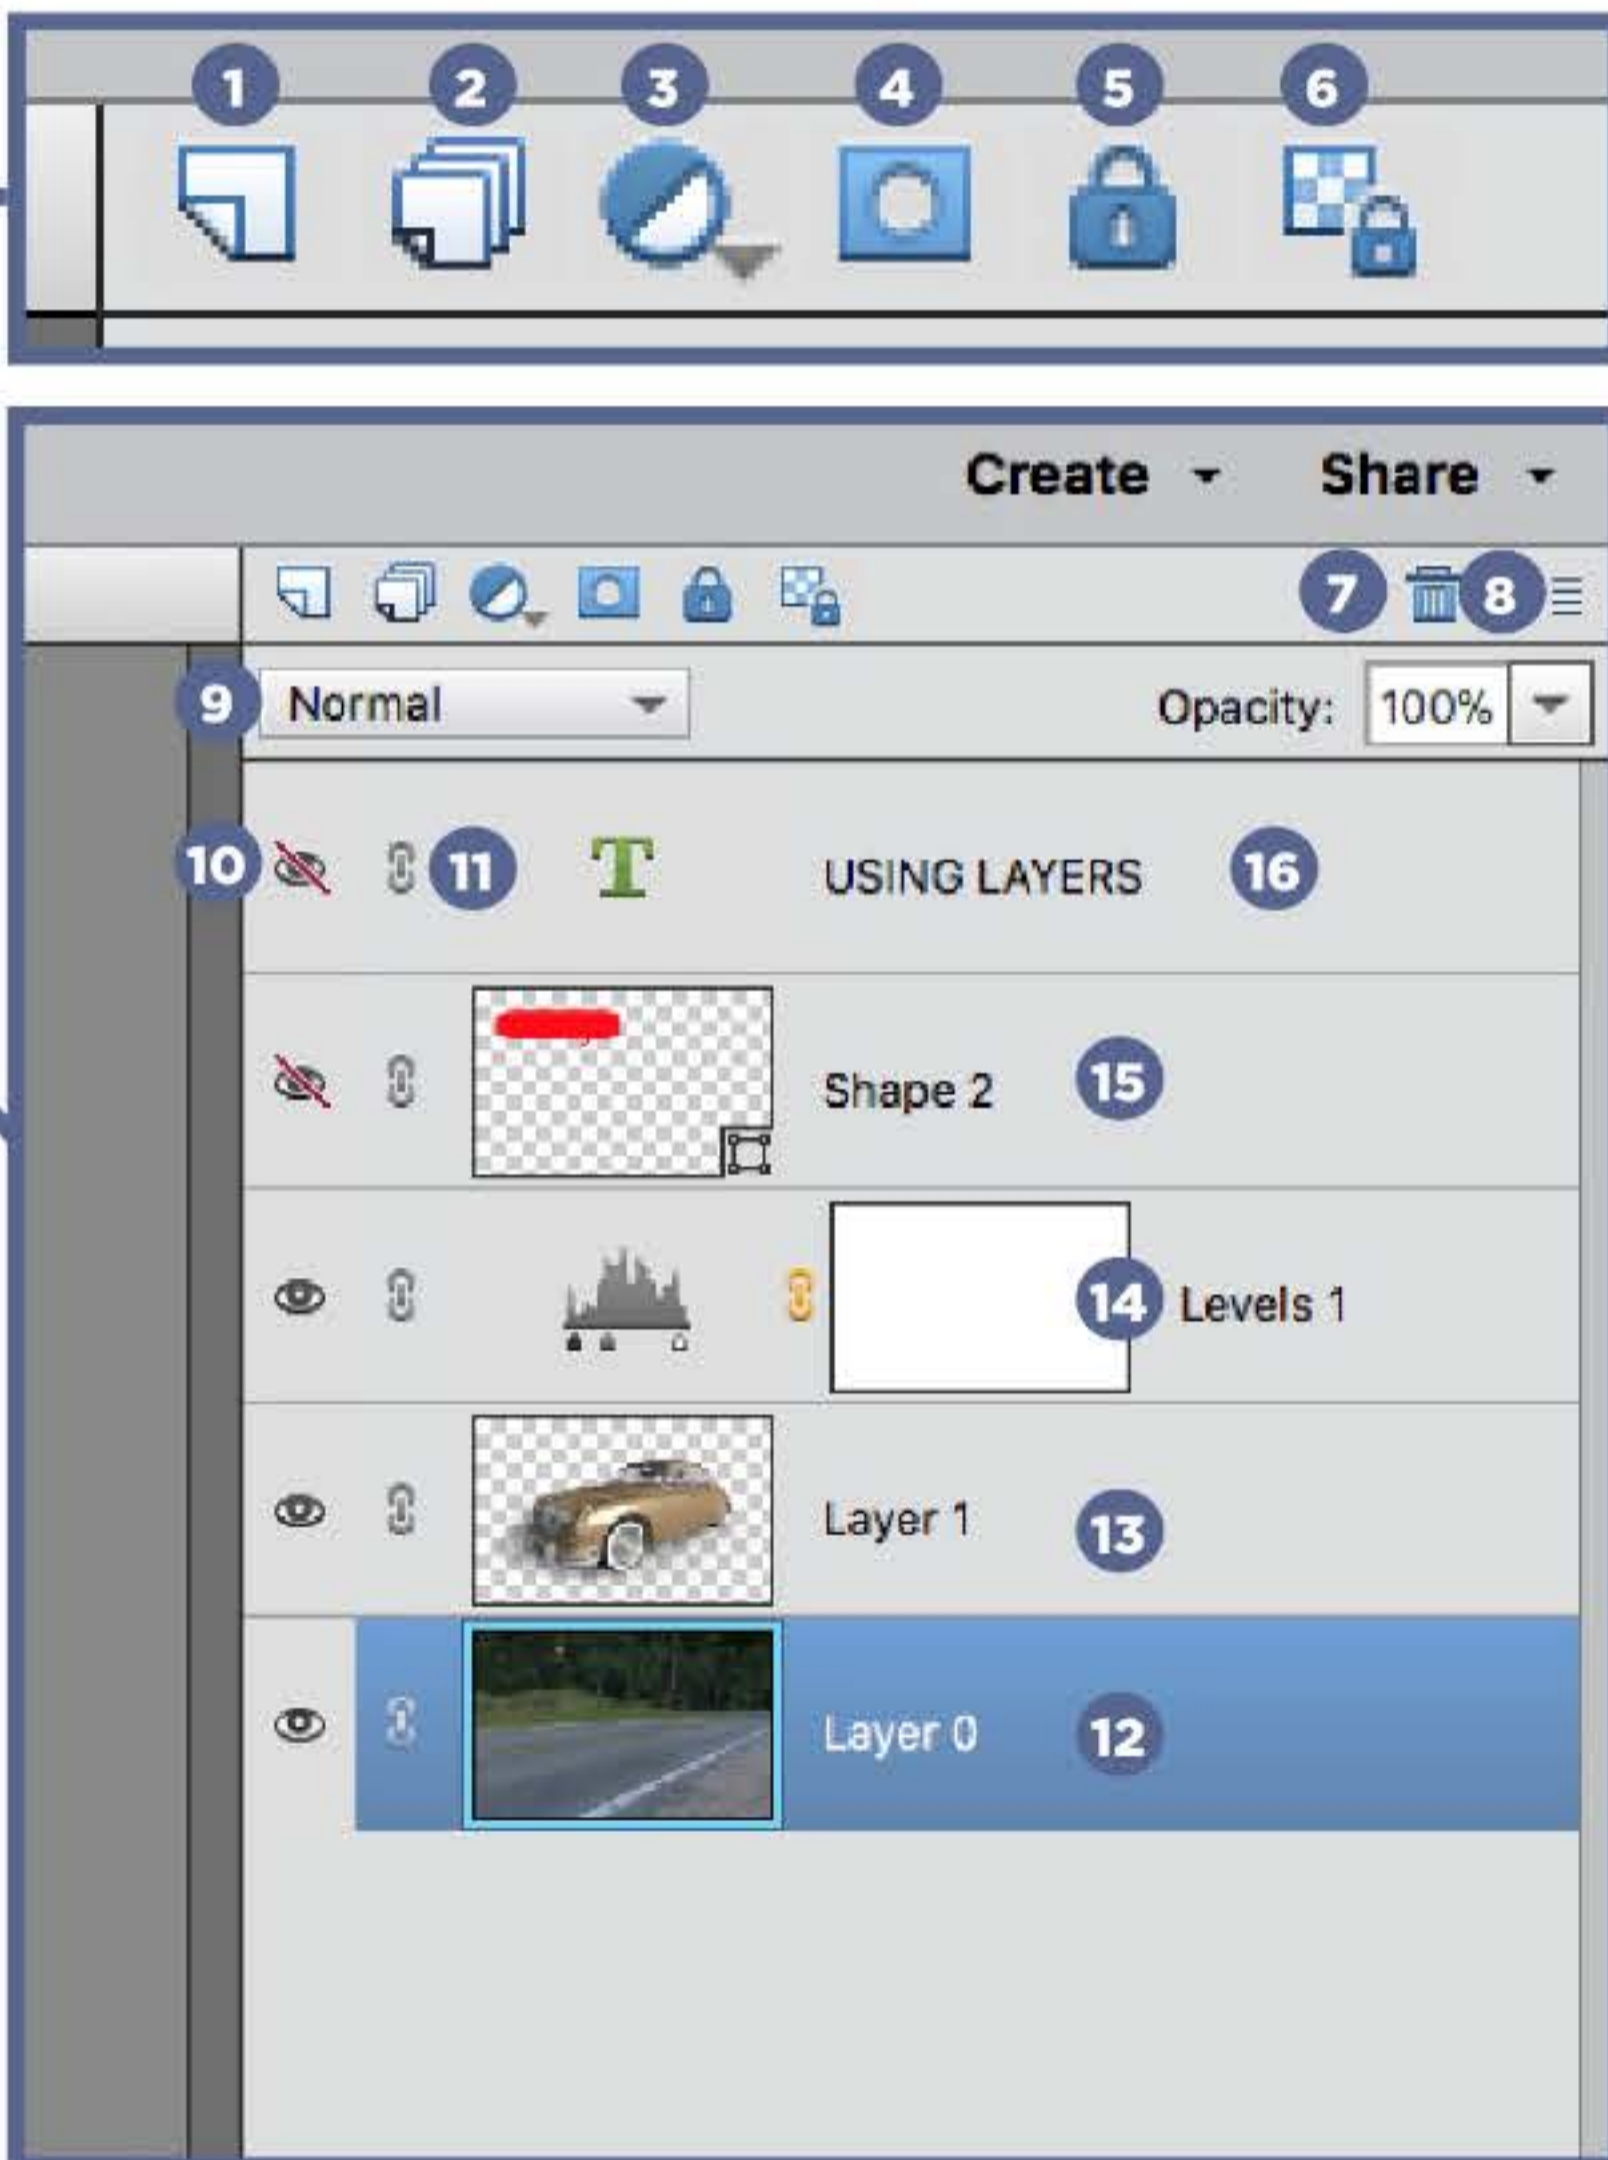 1 2 3 4 5 6
Create Share
7 8
9 Normal Opacity: 100%
10 11 T USING LAYERS 16
Shape 2 15
14 Levels 1
Layer 1 13
Layer 0 12